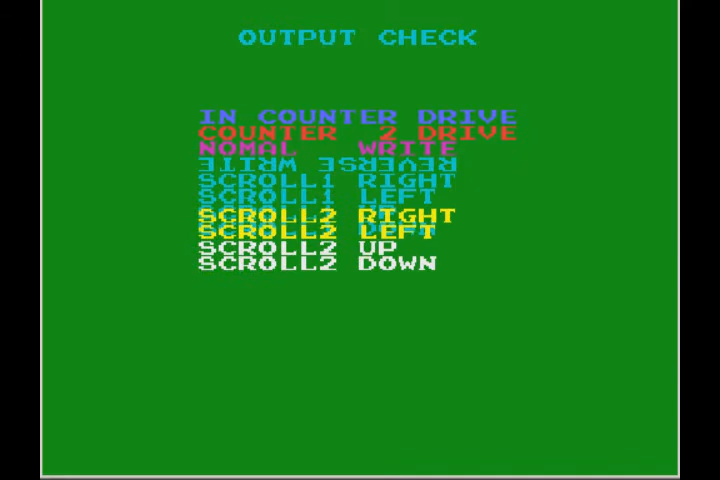 OUTPUT CHECK
IN COUNTER DRIVE
COUNTER 2 DRIVE
NOMAL WRITE
REVERSE WRITE
SCROLL1 RIGHT
SCROLL1 LEFT
SCROLL2 RIGHT
SCROLL2 LEFT
SCROLL2 UP
SCROLL2 DOWN